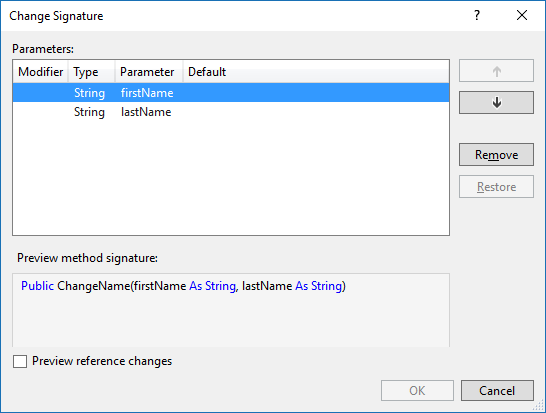 Change Signature
?
Parameters:
Modifier Type Parameter Default
String firstName
String lastName
Remove
Restore
Preview method signature:
Public ChangeName(firstName As String, lastName As String)
Preview reference changes
OK Cancel